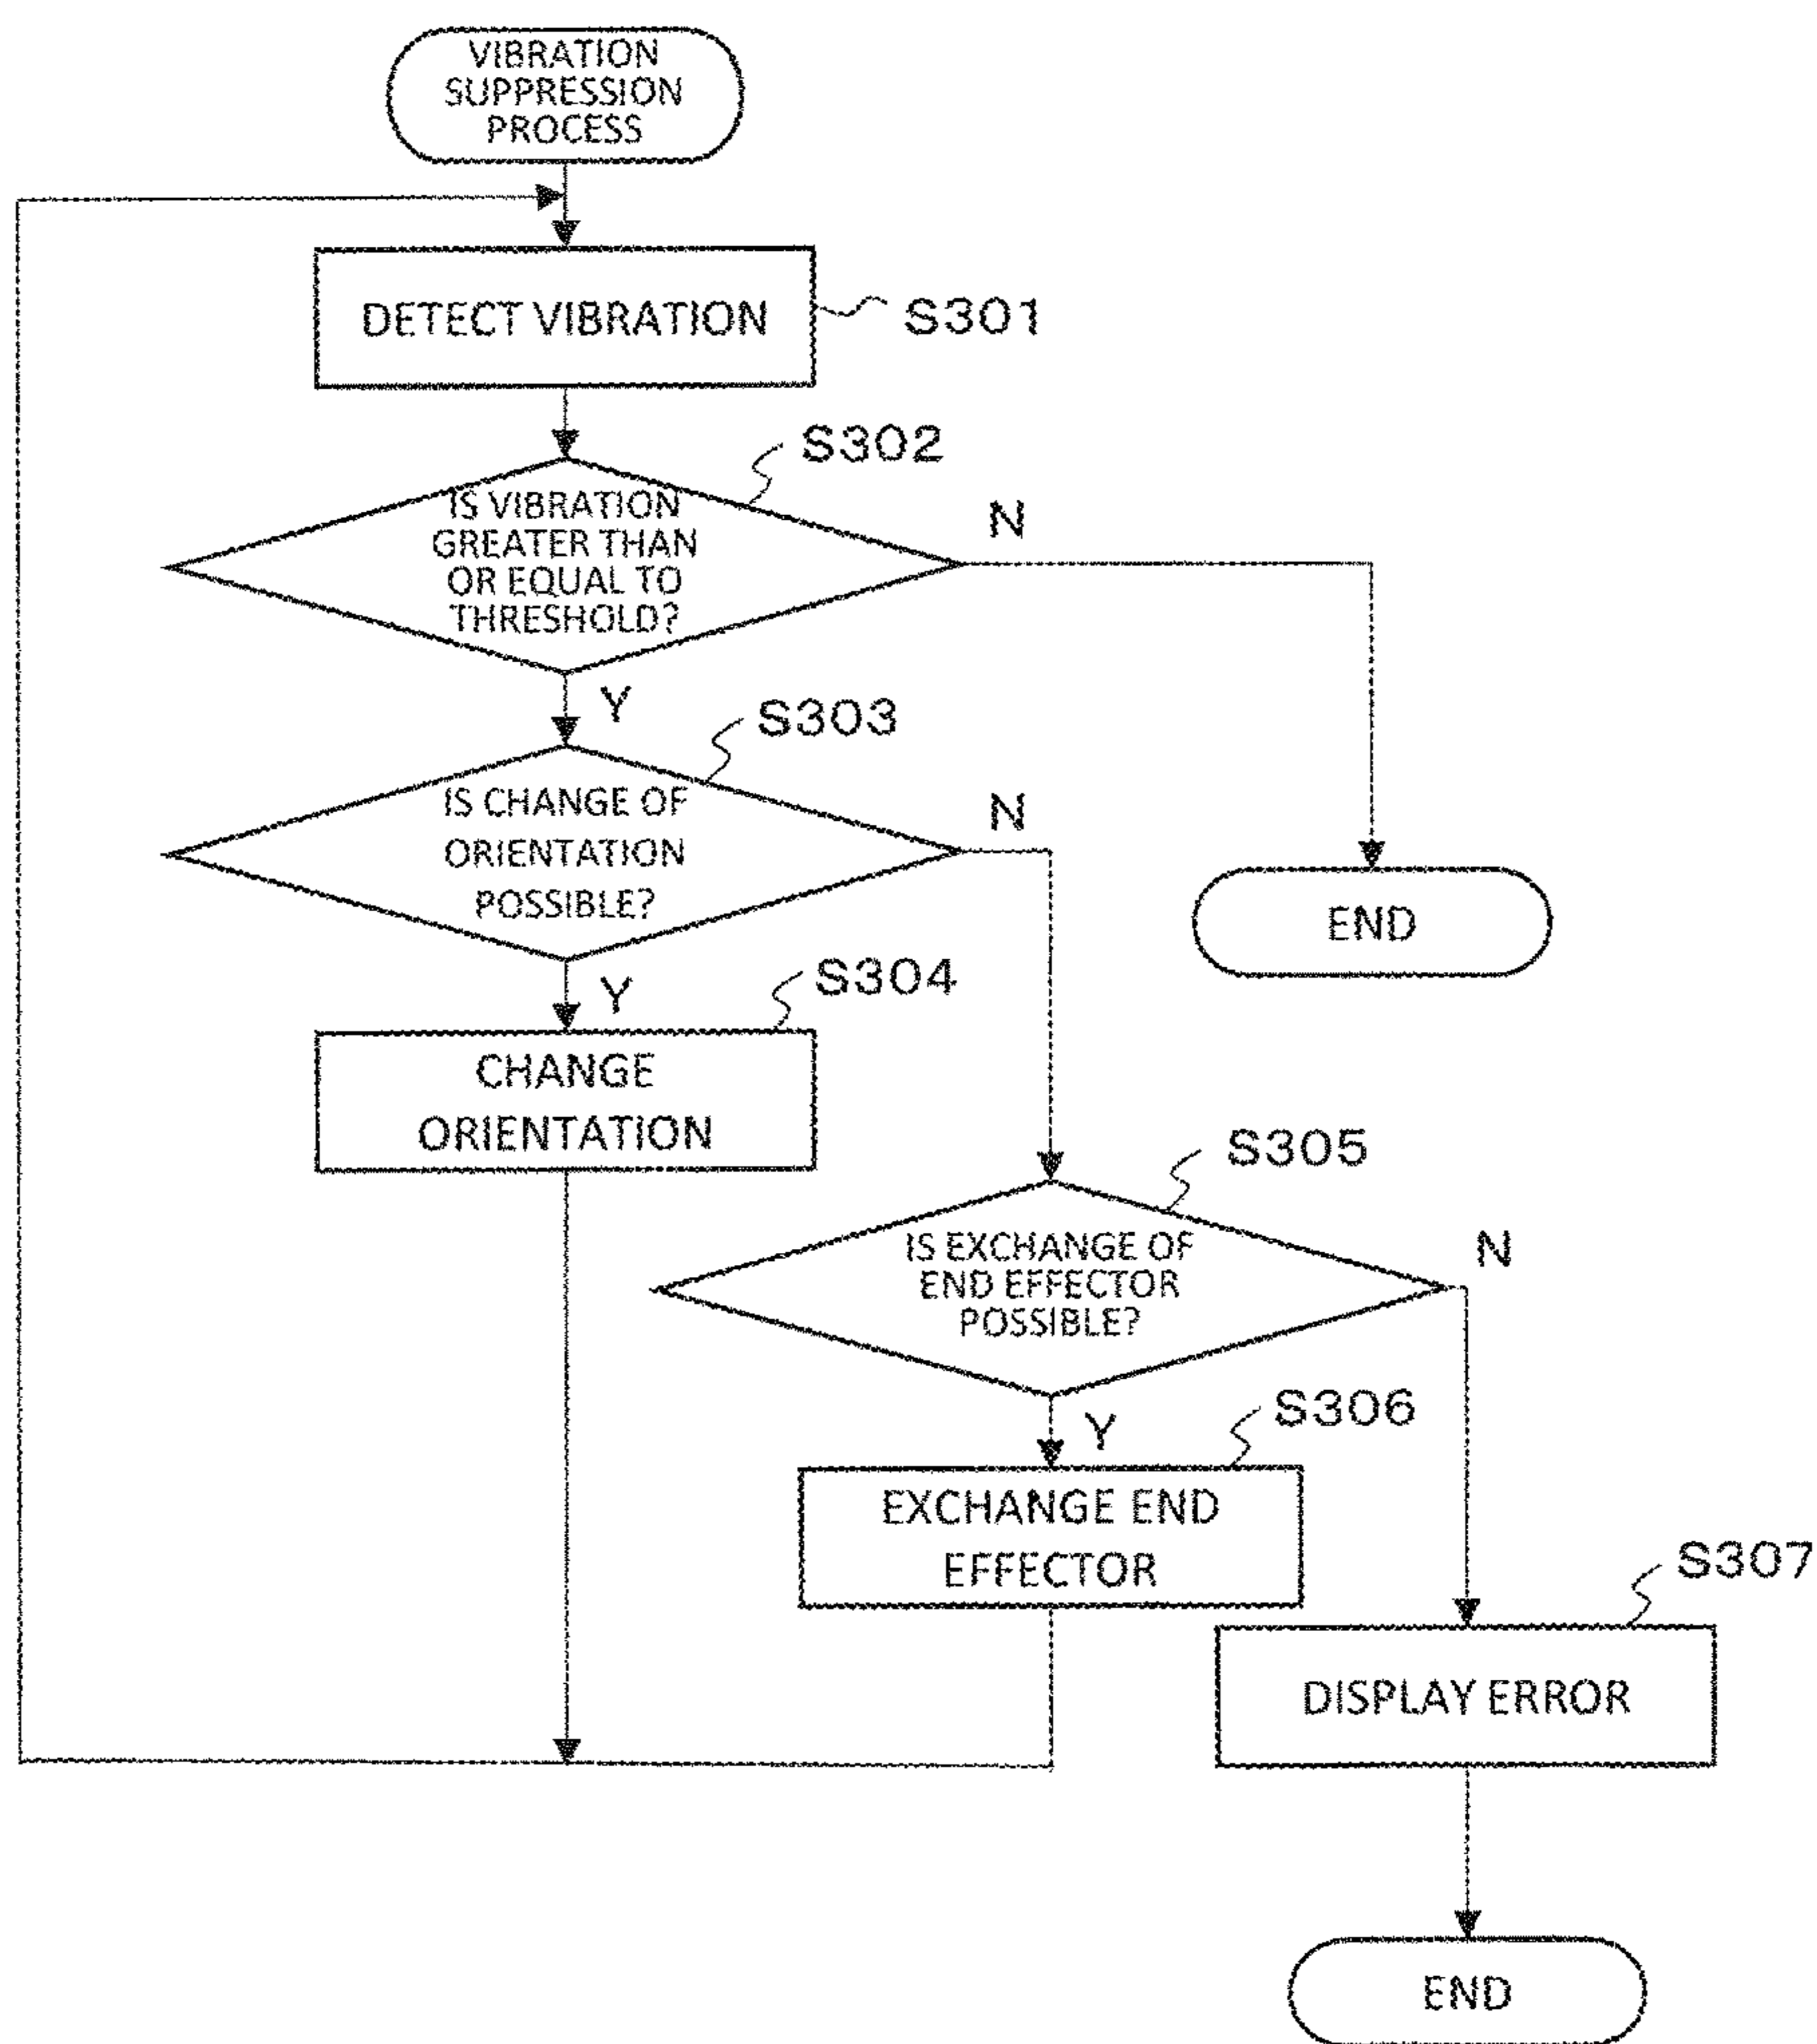 VIBRATION
SUPPRESSION
PROCESS
DETECT VIBRATION
S301
S302
IS VIBRATION
GREATER THAN
OR EQUAL TO
THRESHOLD?
N
Y
S303
IS CHANGE OF
ORIENTATION
POSSIBLE?
N
END
Y
S304
CHANGE
ORIENTATION
S305
IS EXCHANGE OF
END EFFECTOR
POSSIBLE?
N
Y
S306
EXCHANGE END
EFFECTOR
S307
DISPLAY ERROR
END